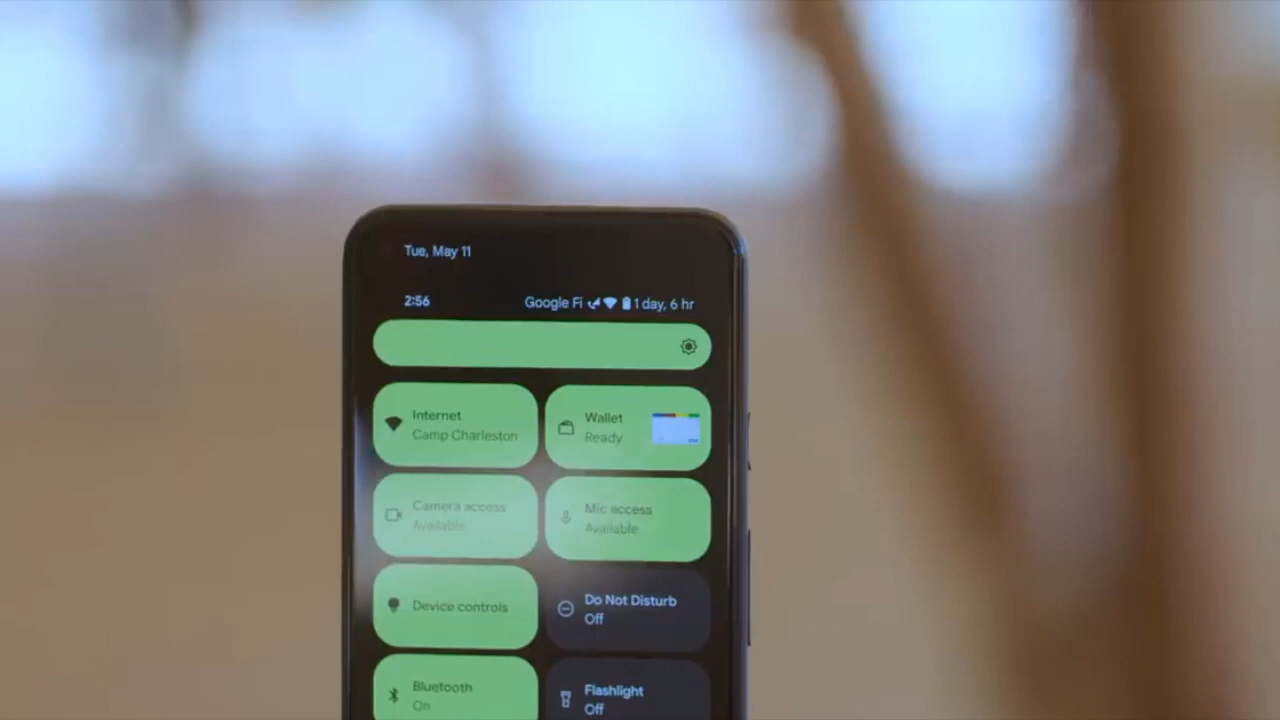 Tue, May 11
2:56
Google Fi
1 day, 6 hr
Internet
Camp Charleston
Wallet
Ready
Camera access
Available
Mic access
Available
Device controls
Do Not Disturb
Off
Bluetooth
On
Flashlight
Off